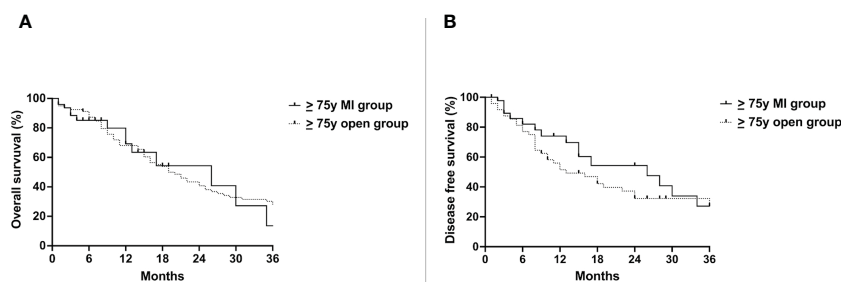 A
Overall survuval (%)
100
80
60
40
20
0
0 6 12 18 24 30 36
Months
≥ 75y MI group
≥ 75y open group
B
Disease free survival (%)
100
80
60
40
20
0
0 6 12 18 24 30 36
Months
≥ 75y MI group
≥ 75y open group